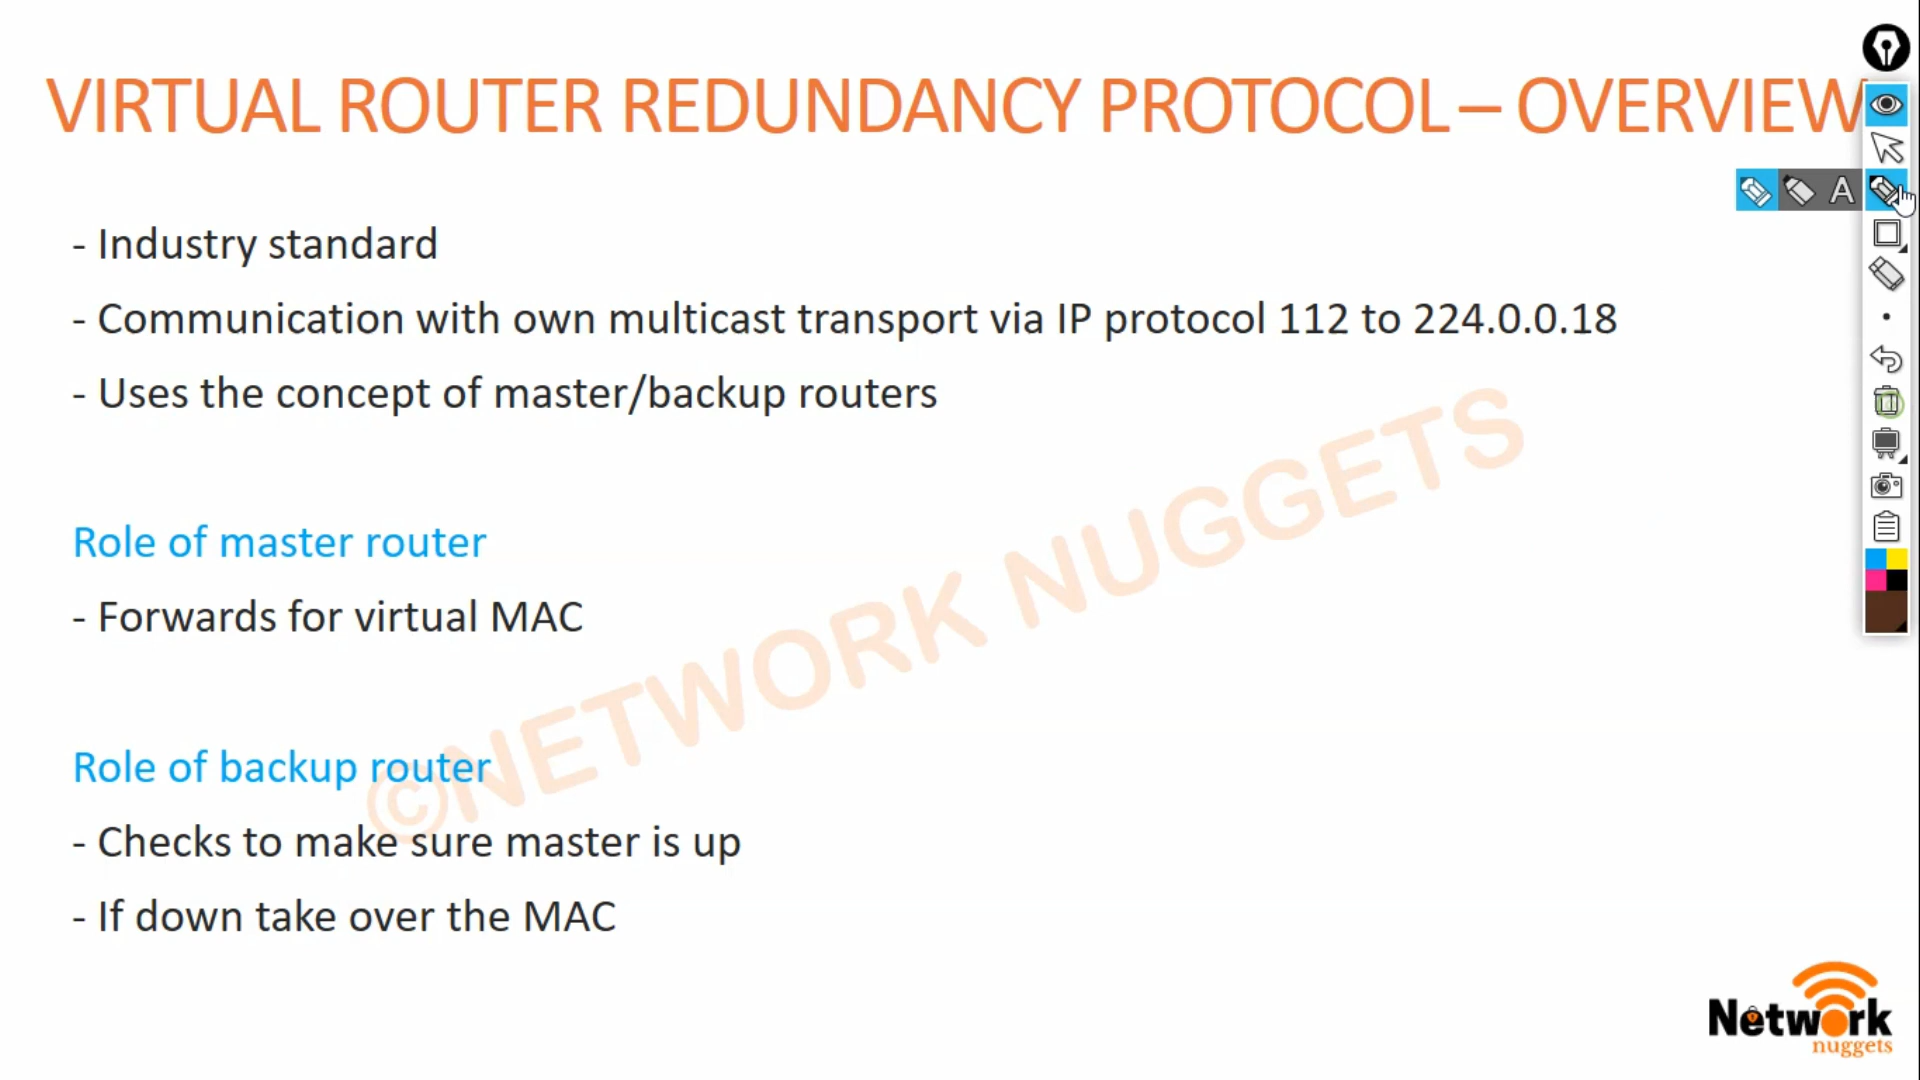 VIRTUAL ROUTER REDUNDANCY PROTOCOL – OVERVIEW
A
- Industry standard
- Communication with own multicast transport via IP protocol 112 to 224.0.0.18
- Uses the concept of master/backup routers
Role of master router
- Forwards for virtual MAC
Role of backup router
- Checks to make sure master is up
- If down take over the MAC
©NETWORK NUGGETS
Network
nuggets